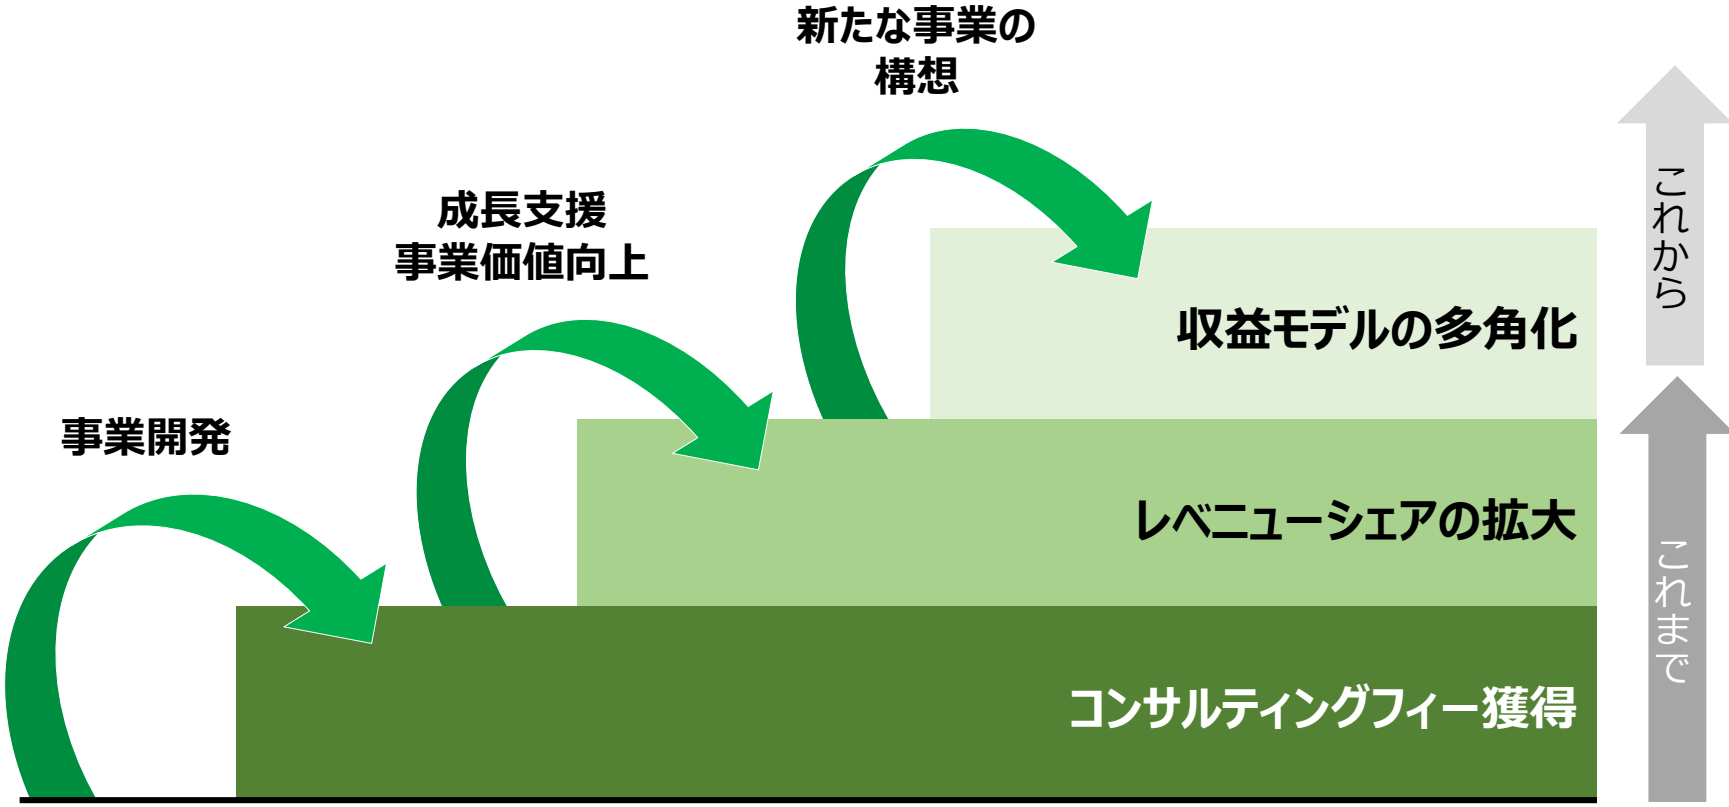 新たな事業の
構想
成長支援
事業価値向上
事業開発
収益モデルの多角化
レベニューシェアの拡大
コンサルティングフィー獲得
これから
これまで